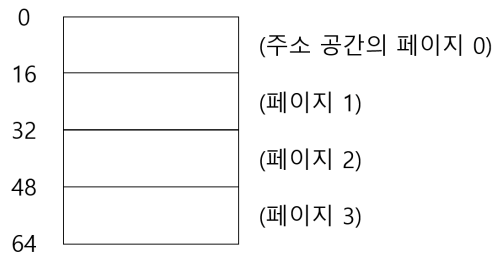 0
(주소 공간의 페이지 0)
16
(페이지 1)
32
(페이지 2)
48
(페이지 3)
64